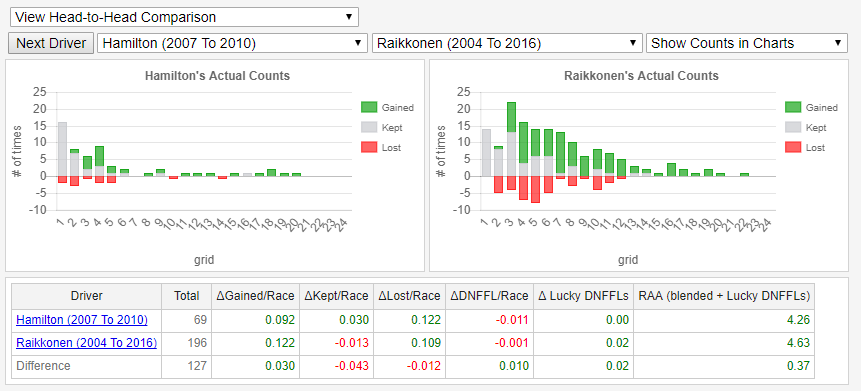 View Head-to-Head Comparison
Next Driver Hamilton (2007 To 2010) Raikkonen (2004 To 2016) Show Counts in Charts
Hamilton's Actual Counts
25
20
15
10
5
0
-5
-10
# of times
1 2 3 4 5 6 7 8 9 10 11 12 13 14 15 16 17 18 19 20 21 22 23 24
grid
Gained
Kept
Lost
Raikkonen's Actual Counts
25
20
15
10
5
0
-5
-10
# of times
1 2 3 4 5 6 7 8 9 10 11 12 13 14 15 16 17 18 19 20 21 22 23 24
grid
Gained
Kept
Lost
Driver Total ΔGained/Race ΔKept/Race ΔLost/Race ΔDNFFL/Race Δ Lucky DNFFLs RAA (blended + Lucky DNFFLs)
Hamilton (2007 To 2010) 69 0.092 0.030 0.122 -0.011 0.00 4.26
Raikkonen (2004 To 2016) 196 0.122 -0.013 0.109 -0.001 0.02 4.63
Difference 127 0.030 -0.043 -0.012 0.010 0.02 0.37